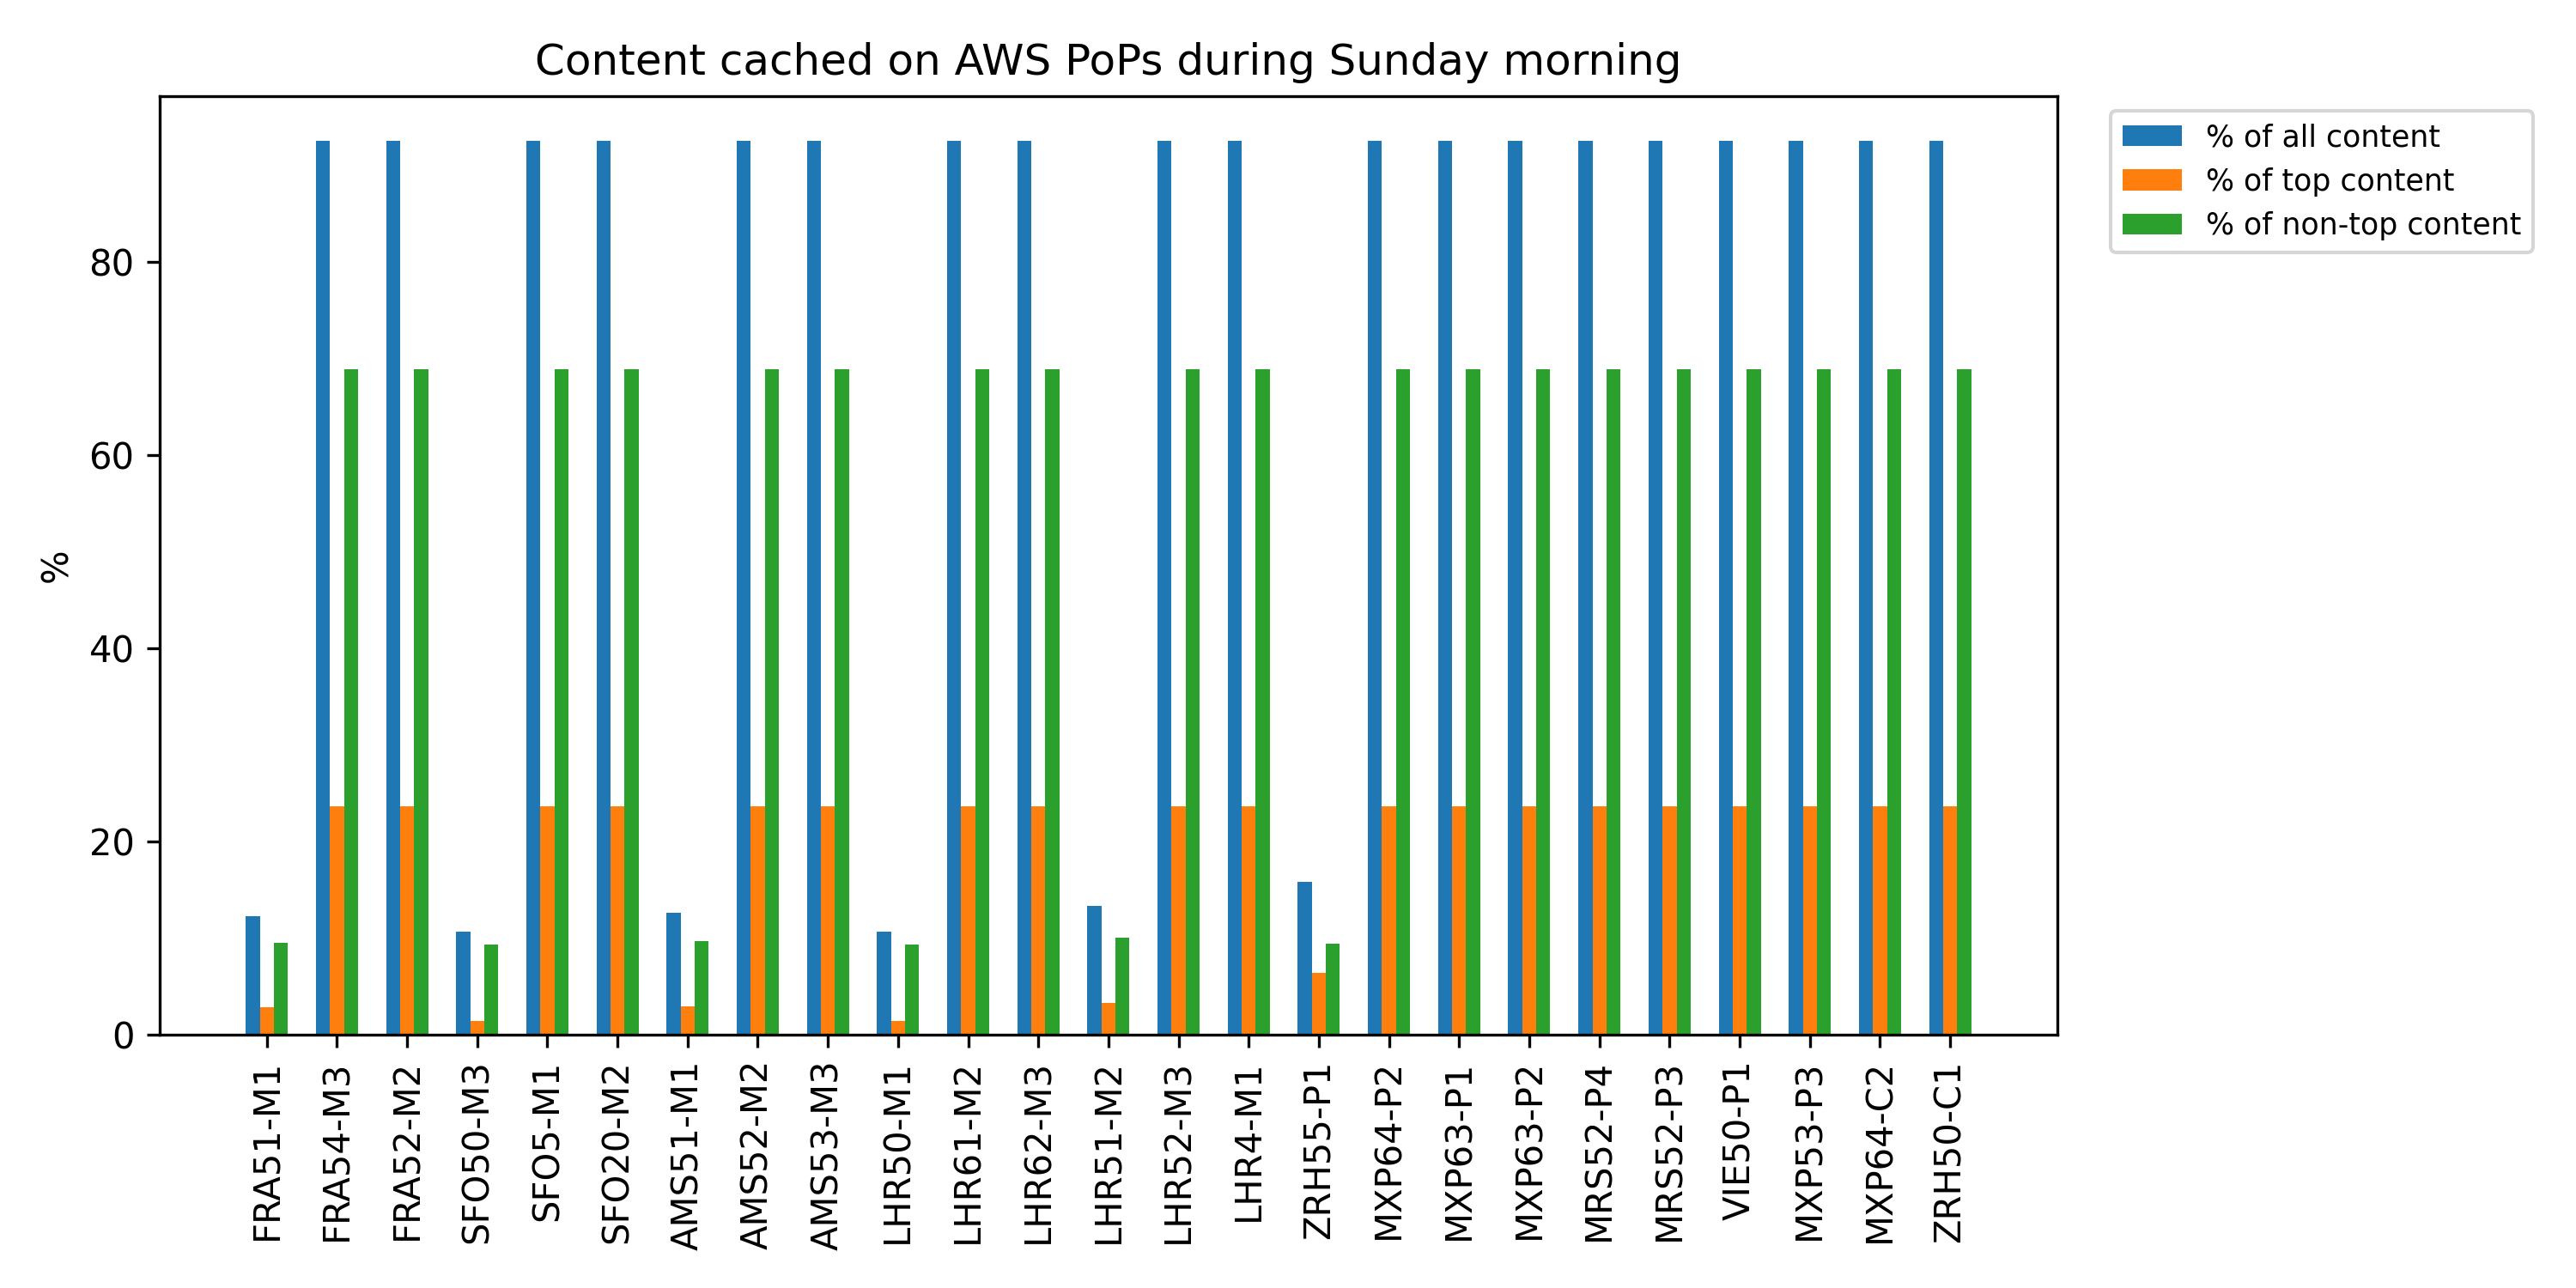 Content cached on AWS PoPs during Sunday morning
% of all content
% of top content
% of non-top content
%
80
60
40
20
0
FRA51-M1
FRA54-M3
FRA52-M2
SFO50-M3
SFO5-M1
SFO20-M2
AMS51-M1
AMS52-M2
AMS53-M3
LHR50-M1
LHR61-M2
LHR62-M3
LHR51-M2
LHR52-M3
LHR4-M1
ZRH55-P1
MXP64-P2
MXP63-P1
MXP63-P2
MRS52-P4
MRS52-P3
VIE50-P1
MXP53-P3
MXP64-C2
ZRH50-C1